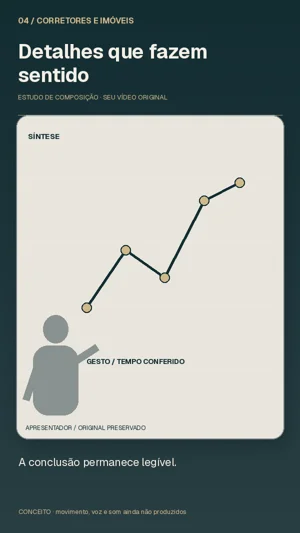 04 / CORRETORES E IMÓVEIS
Detalhes que fazem
sentido
ESTUDO DE COMPOSIÇÃO · SEU VÍDEO ORIGINAL
SÍNTESE
GESTO / TEMPO CONFERIDO
APRESENTADOR / ORIGINAL PRESERVADO
A conclusão permanece legível.
CONCEITO · movimento, voz e som ainda não produzidos